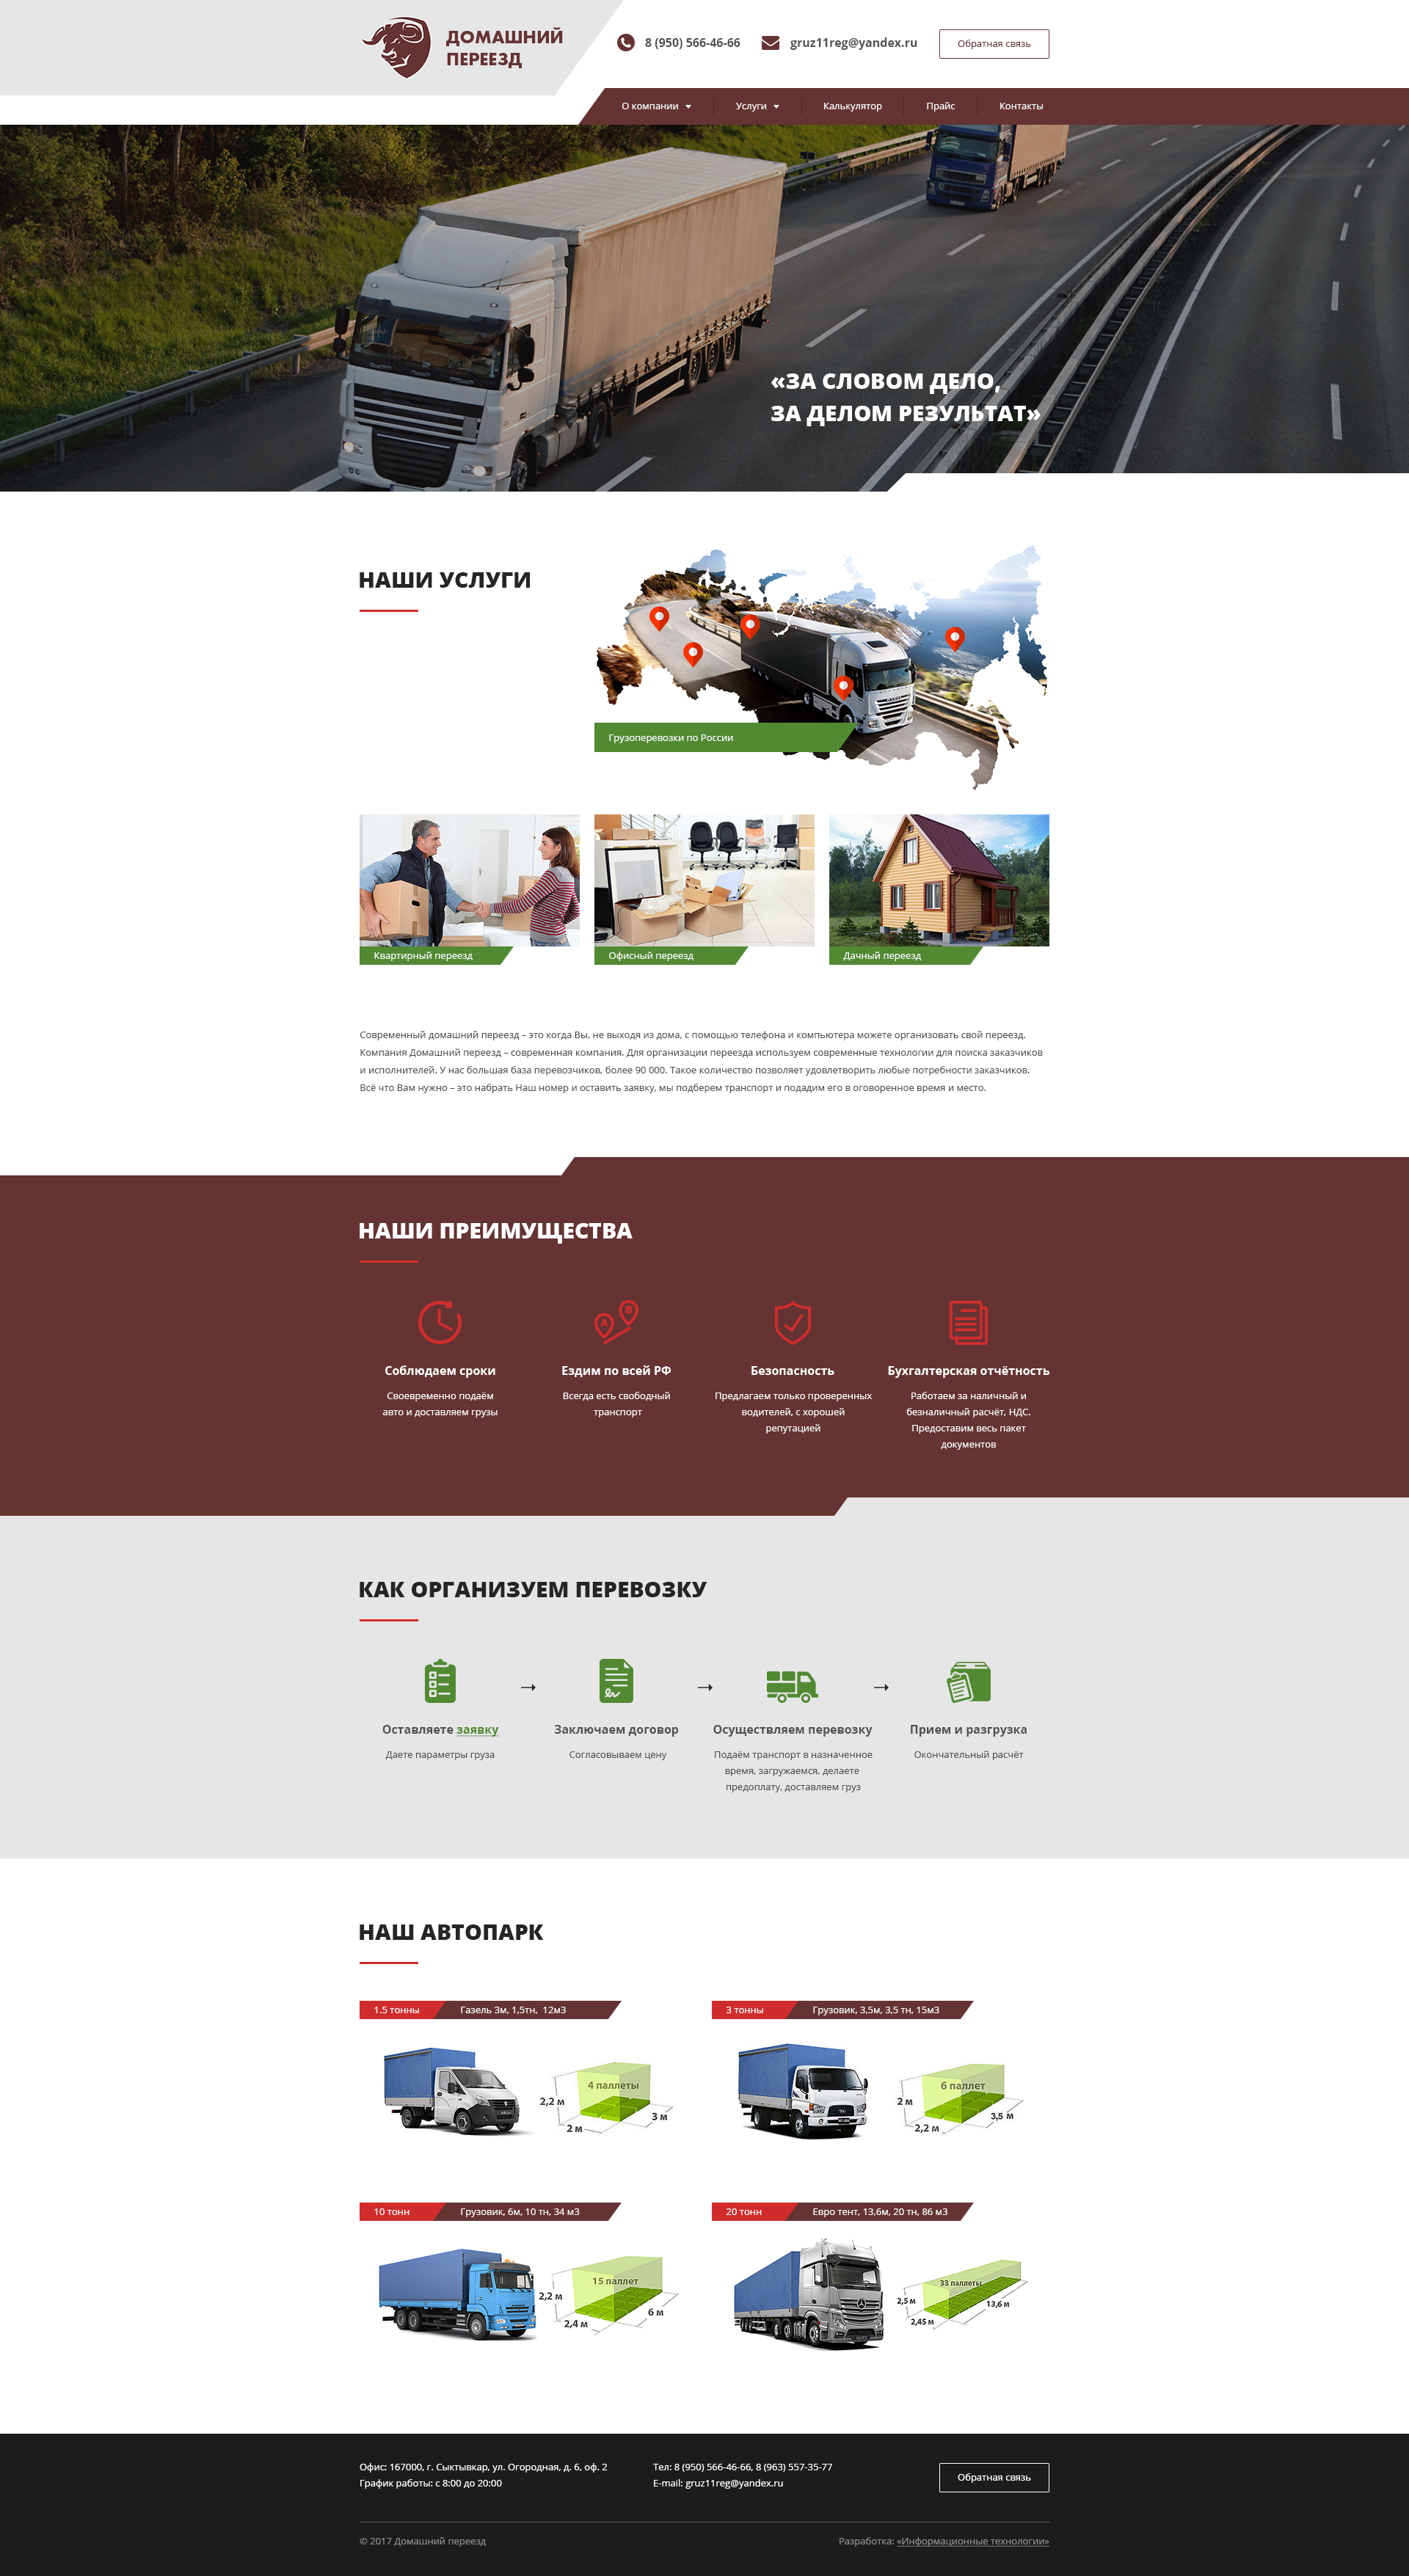 ДОМАШНИЙ
ПЕРЕЕЗД
8 (950) 566-46-66
gruz11reg@yandex.ru
Обратная связь
О компании
Услуги
Калькулятор
Прайс
Контакты
«ЗА СЛОВОМ ДЕЛО,
ЗА ДЕЛОМ РЕЗУЛЬТАТ»
НАШИ УСЛУГИ
Грузоперевозки по России
Квартирный переезд
Офисный переезд
Дачный переезд
Современный домашний переезд – это когда Вы, не выходя из дома, с помощью телефона и компьютера можете организовать свой переезд.
Компания Домашний переезд – современная компания. Для организации переезда используем современные технологии для поиска заказчиков
и исполнителей. У нас большая база перевозчиков, более 90 000. Такое количество позволяет удовлетворить любые потребности заказчиков.
Всё что Вам нужно – это набрать Наш номер и оставить заявку, мы подберем транспорт и подадим его в оговоренное время и место.
НАШИ ПРЕИМУЩЕСТВА
A
B
Соблюдаем сроки
Своевременно подаём
авто и доставляем грузы
Ездим по всей РФ
Всегда есть свободный
транспорт
Безопасность
Предлагаем только проверенных
водителей, с хорошей
репутацией
Бухгалтерская отчётность
Работаем за наличный и
безналичный расчёт, НДС.
Предоставим весь пакет
документов
КАК ОРГАНИЗУЕМ ПЕРЕВОЗКУ
Оставляете заявку
Даете параметры груза
Заключаем договор
Согласовываем цену
Осуществляем перевозку
Подаём транспорт в назначенное
время, загружаемся, делаете
предоплату, доставляем груз
Прием и разгрузка
Окончательный расчёт
НАШ АВТОПАРК
1.5 тонны
Газель 3м, 1,5тн, 12м3
4 паллеты
2,2 м
2 м
3 м
3 тонны
Грузовик, 3,5м, 3,5 тн, 15м3
6 паллет
2 м
2,2 м
3,5 м
10 тонн
Грузовик, 6м, 10 тн, 34 м3
15 паллет
2,2 м
2,4 м
6 м
20 тонн
Евро тент, 13,6м, 20 тн, 86 м3
33 паллеты
2,5 м
2,45 м
13,6 м
Офис: 167000, г. Сыктывкар, ул. Огородная, д. 6, оф. 2
График работы: с 8:00 до 20:00
Тел: 8 (950) 566-46-66, 8 (963) 557-35-77
E-mail: gruz11reg@yandex.ru
Обратная связь
© 2017 Домашний переезд
Разработка: «Информационные технологии»